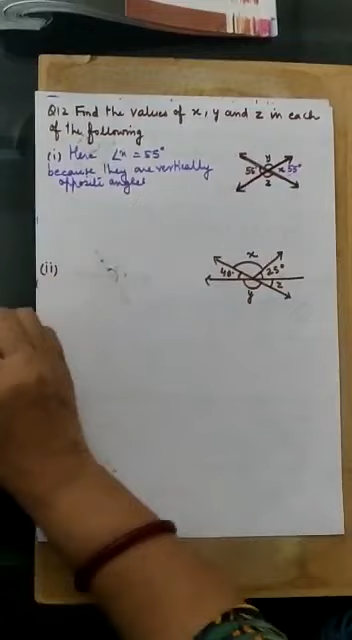 Q12 Find the values of x, y and z in each
of the following
(i) Here ∠x = 55°
because they are vertically
opposite angles
y
55° x 55°
z
(ii)
x
40° 25°
y z